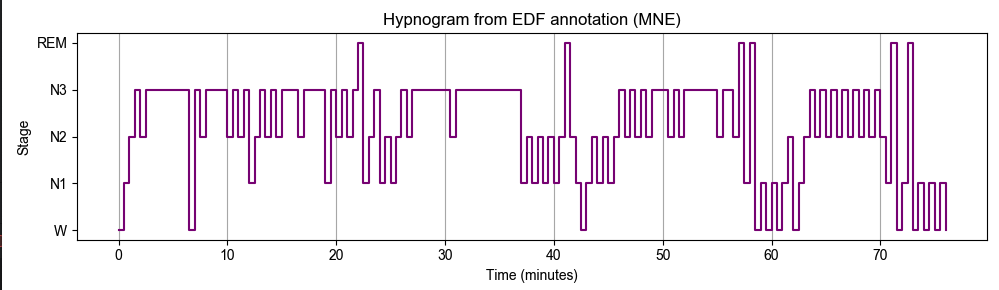 Hypnogram from EDF annotation (MNE)
REM
N3
N2
N1
W
Stage
0 10 20 30 40 50 60 70
Time (minutes)